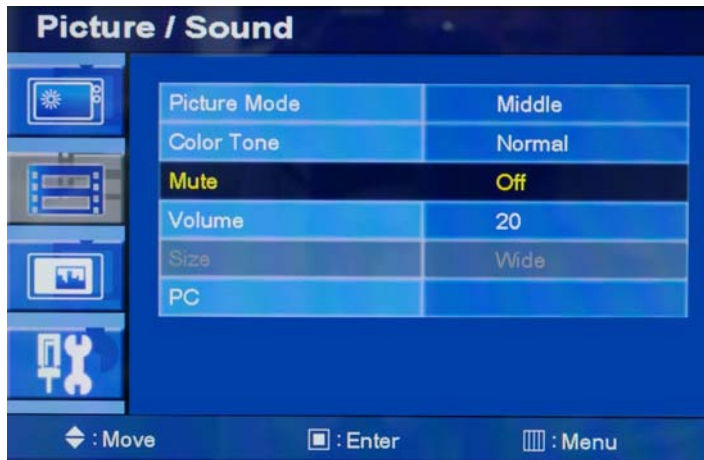 Picture / Sound
Picture Mode Middle
Color Tone Normal
Mute Off
Volume 20
Size Wide
PC
: Move : Enter : Menu